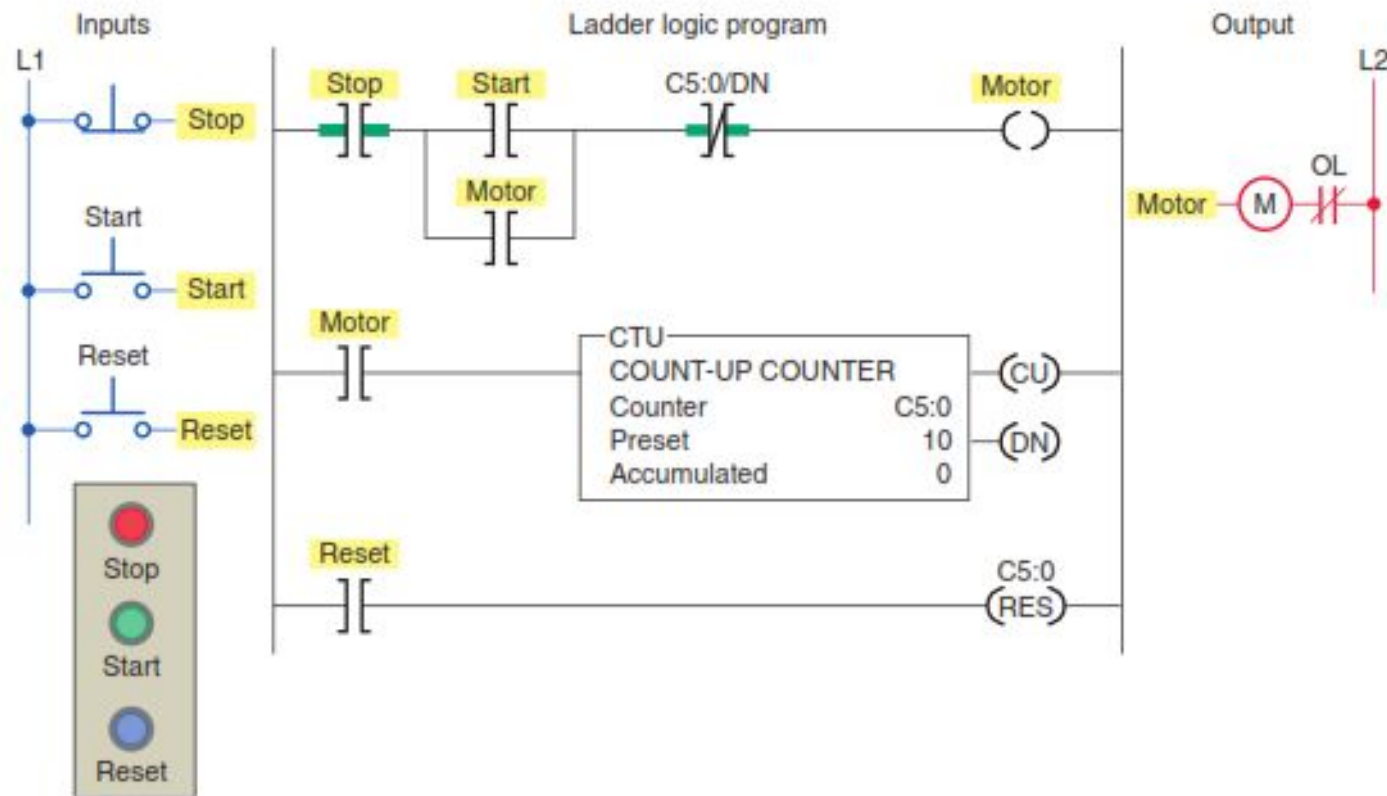 Inputs
Ladder logic program
Output
L1
L2
Stop
Stop
Start
C5:0/DN
Motor
Motor
OL
Motor
M
Start
Start
Motor
CTU
COUNT-UP COUNTER
Counter C5:0
Preset 10
Accumulated 0
CU
DN
Reset
Reset
Reset
C5:0
RES
Stop
Start
Reset